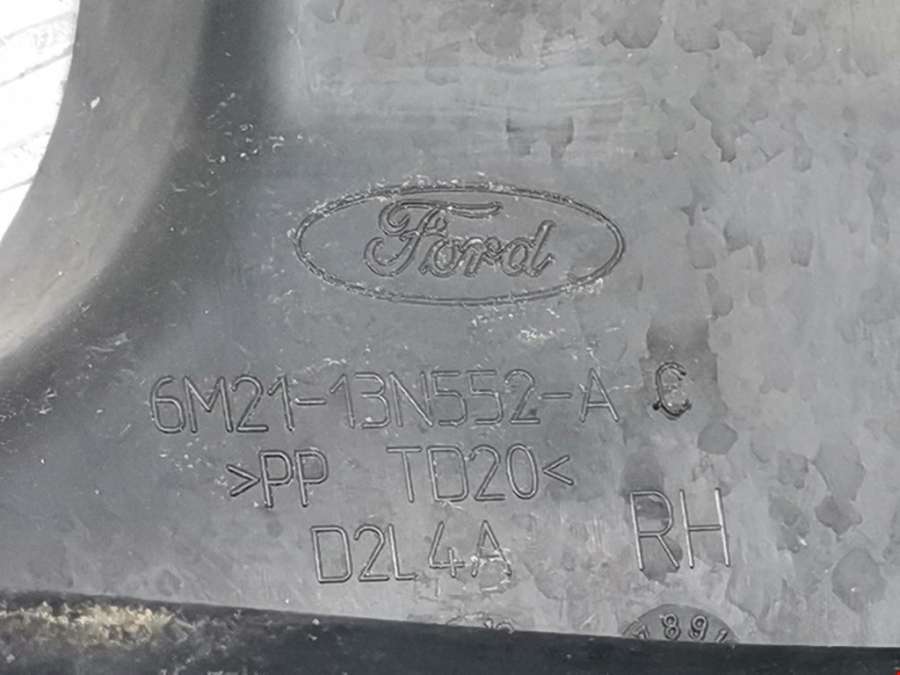 Ford
6M21-13N552-A C
>PP TD20<
D2L4A RH